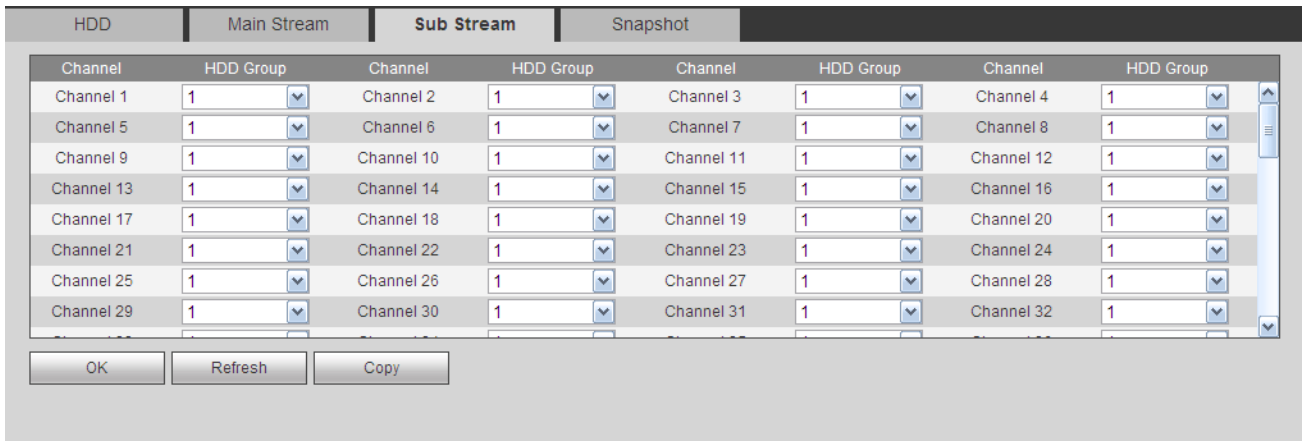 HDD Main Stream Sub Stream Snapshot
Channel HDD Group Channel HDD Group Channel HDD Group Channel HDD Group
Channel 1 1 Channel 2 1 Channel 3 1 Channel 4 1
Channel 5 1 Channel 6 1 Channel 7 1 Channel 8 1
Channel 9 1 Channel 10 1 Channel 11 1 Channel 12 1
Channel 13 1 Channel 14 1 Channel 15 1 Channel 16 1
Channel 17 1 Channel 18 1 Channel 19 1 Channel 20 1
Channel 21 1 Channel 22 1 Channel 23 1 Channel 24 1
Channel 25 1 Channel 26 1 Channel 27 1 Channel 28 1
Channel 29 1 Channel 30 1 Channel 31 1 Channel 32 1
OK Refresh Copy